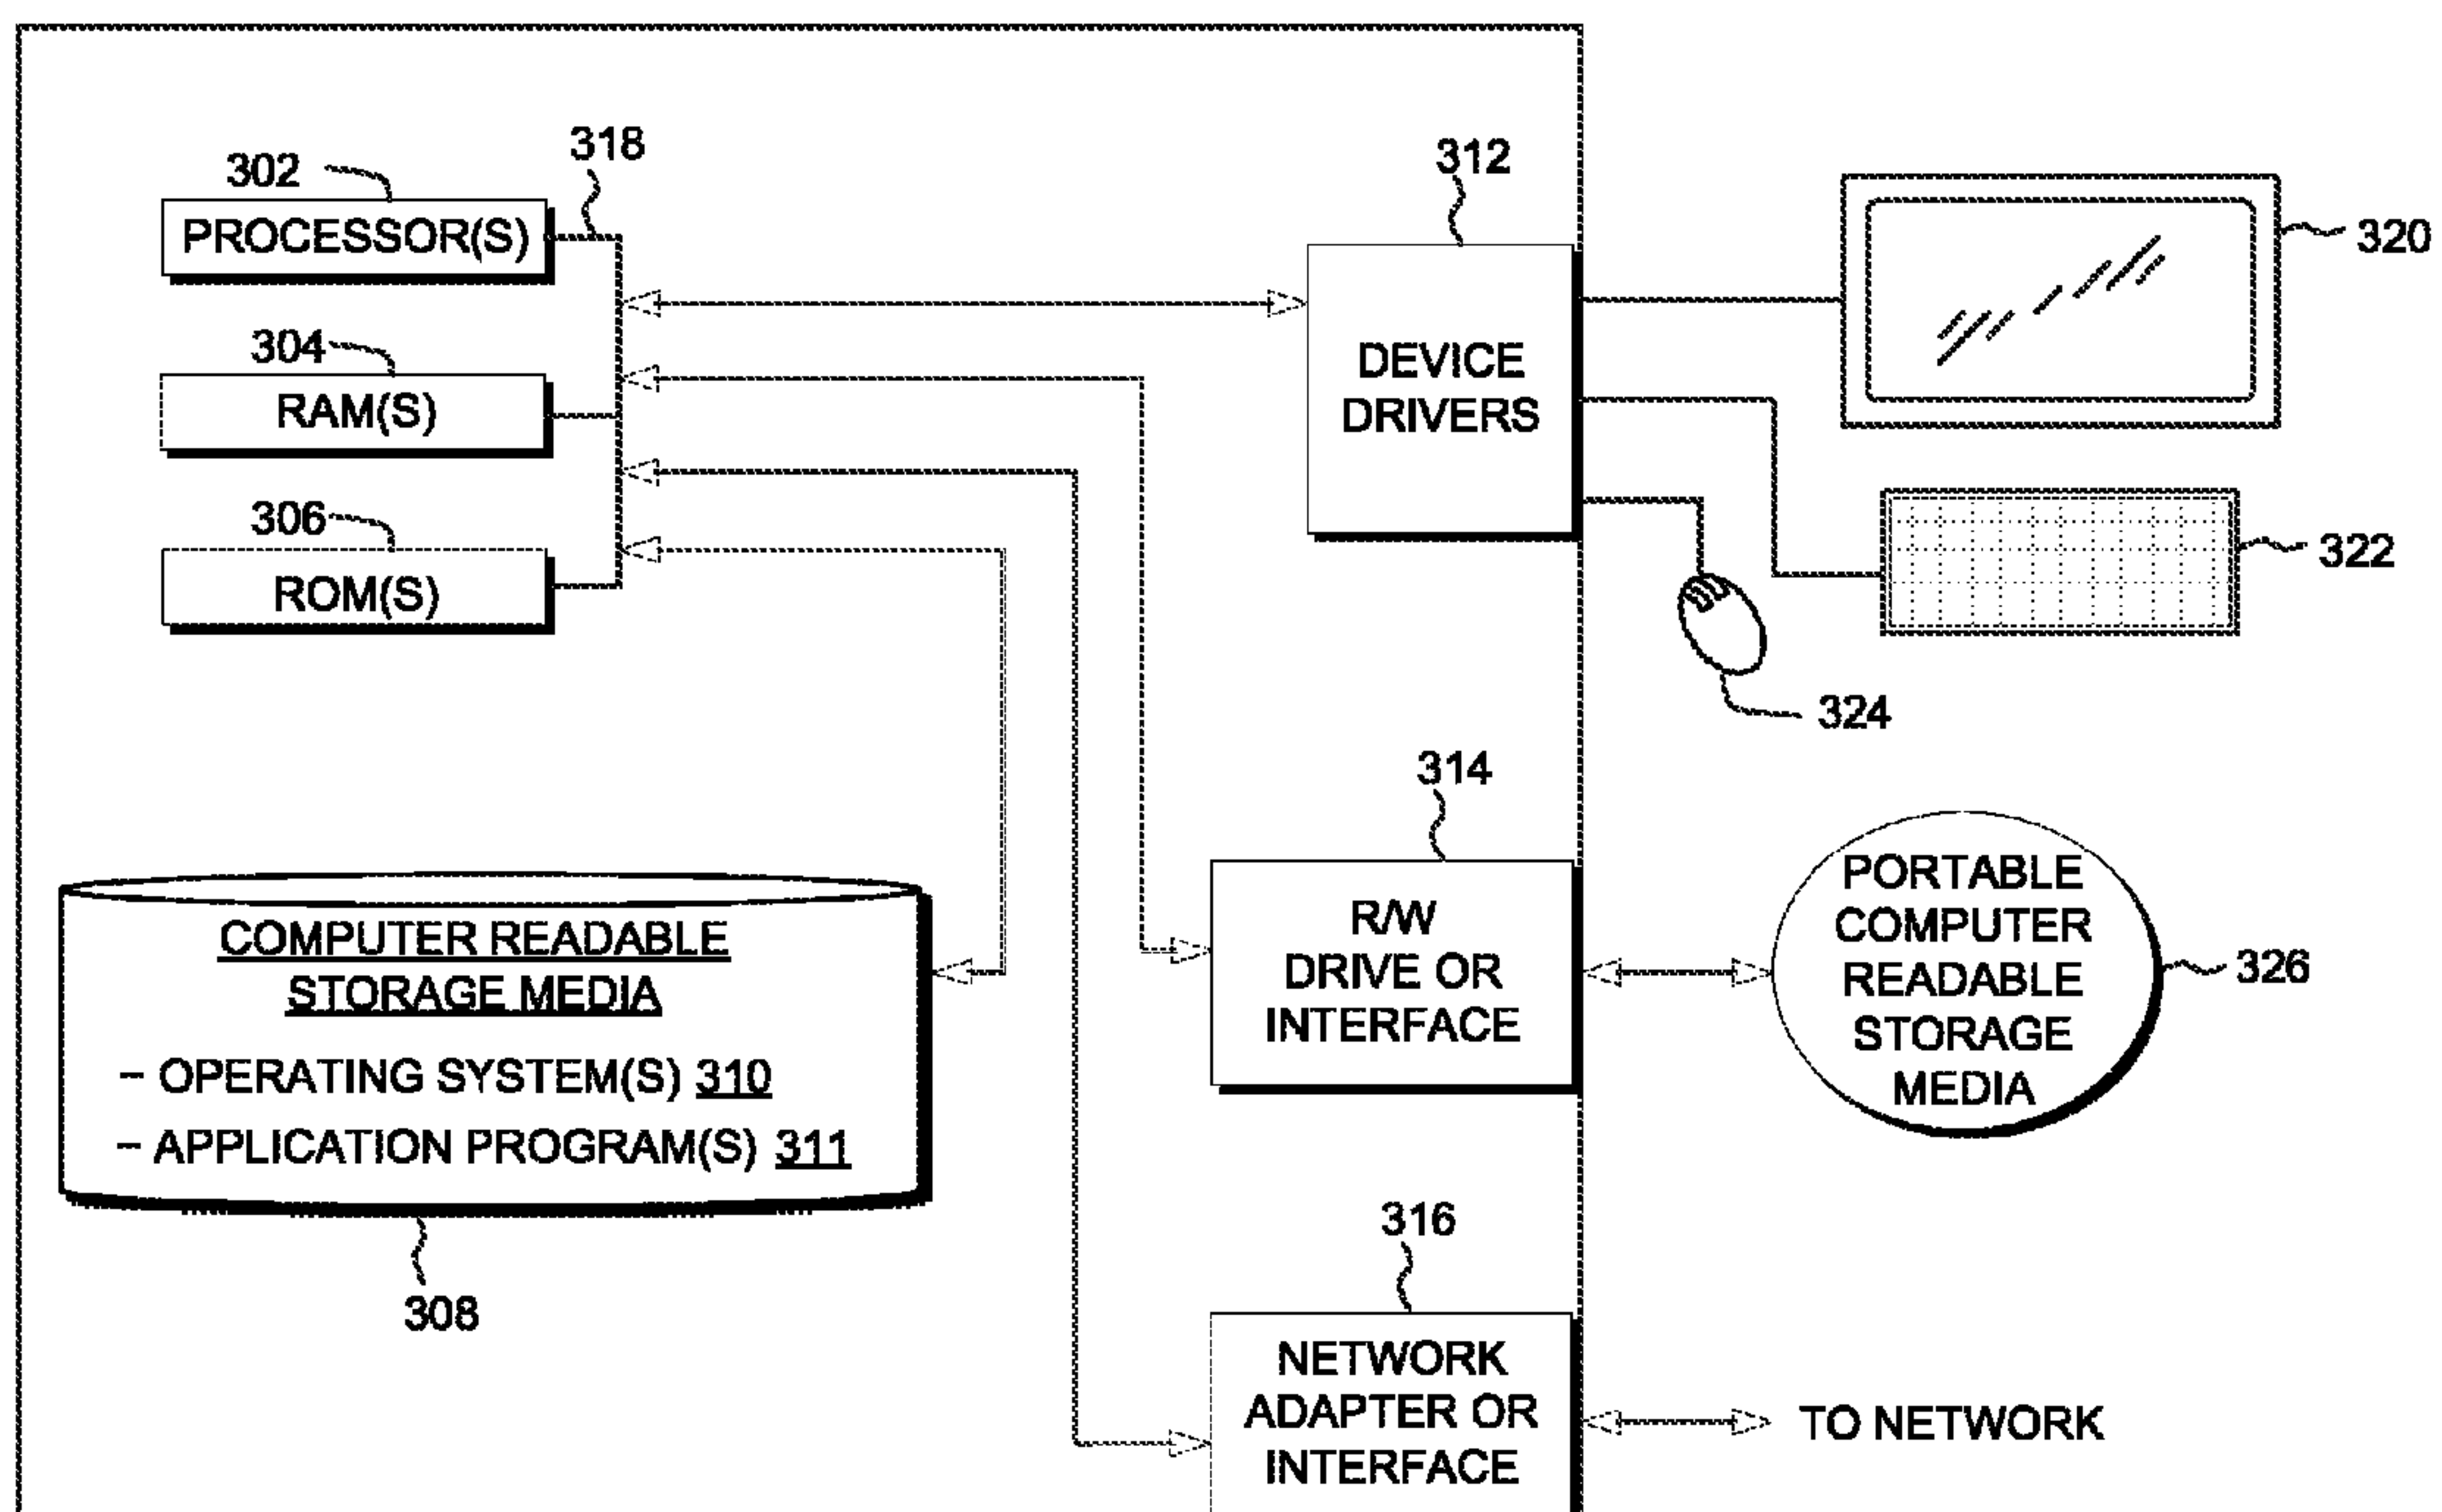 318
302
PROCESSOR(S)
304
RAM(S)
306
ROM(S)
312
DEVICE
DRIVERS
320
322
324
314
R/W
DRIVE OR
INTERFACE
PORTABLE
COMPUTER
READABLE
STORAGE
MEDIA
326
COMPUTER READABLE
STORAGE MEDIA
– OPERATING SYSTEM(S) 310
– APPLICATION PROGRAM(S) 311
308
316
NETWORK
ADAPTER OR
INTERFACE
TO NETWORK